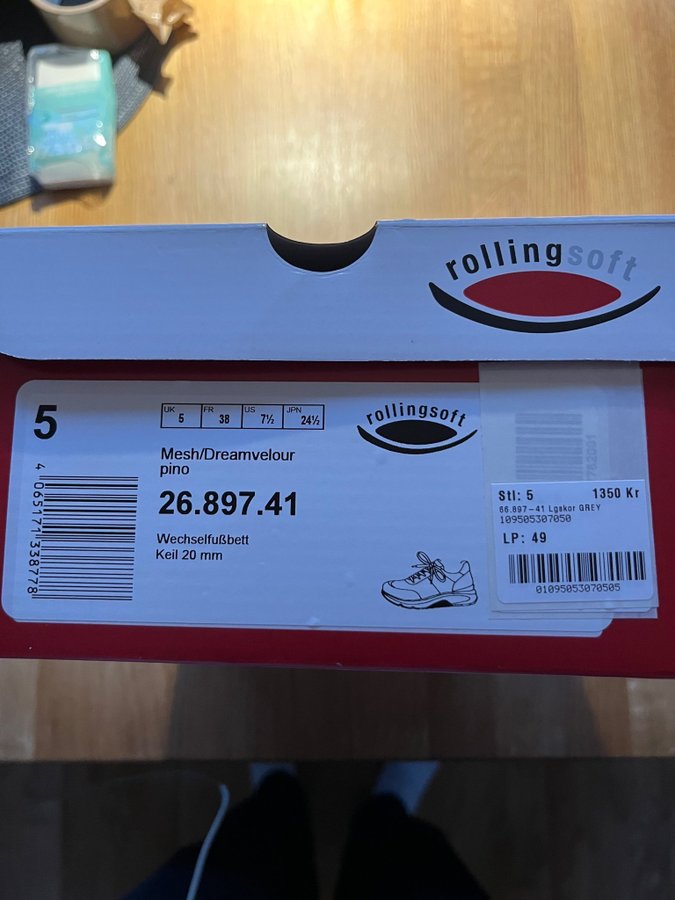 rollingsoft
5
UK 5 FR 38 US 7½ JPN 24½
rollingsoft
Mesh/Dreamvelour
pino
26.897.41
Wechselfußbett
Keil 20 mm
4 065171 338778
Stl: 5 1350 Kr
66.897-41 Lgskor GREY
109505307050
LP: 49
01095053070505